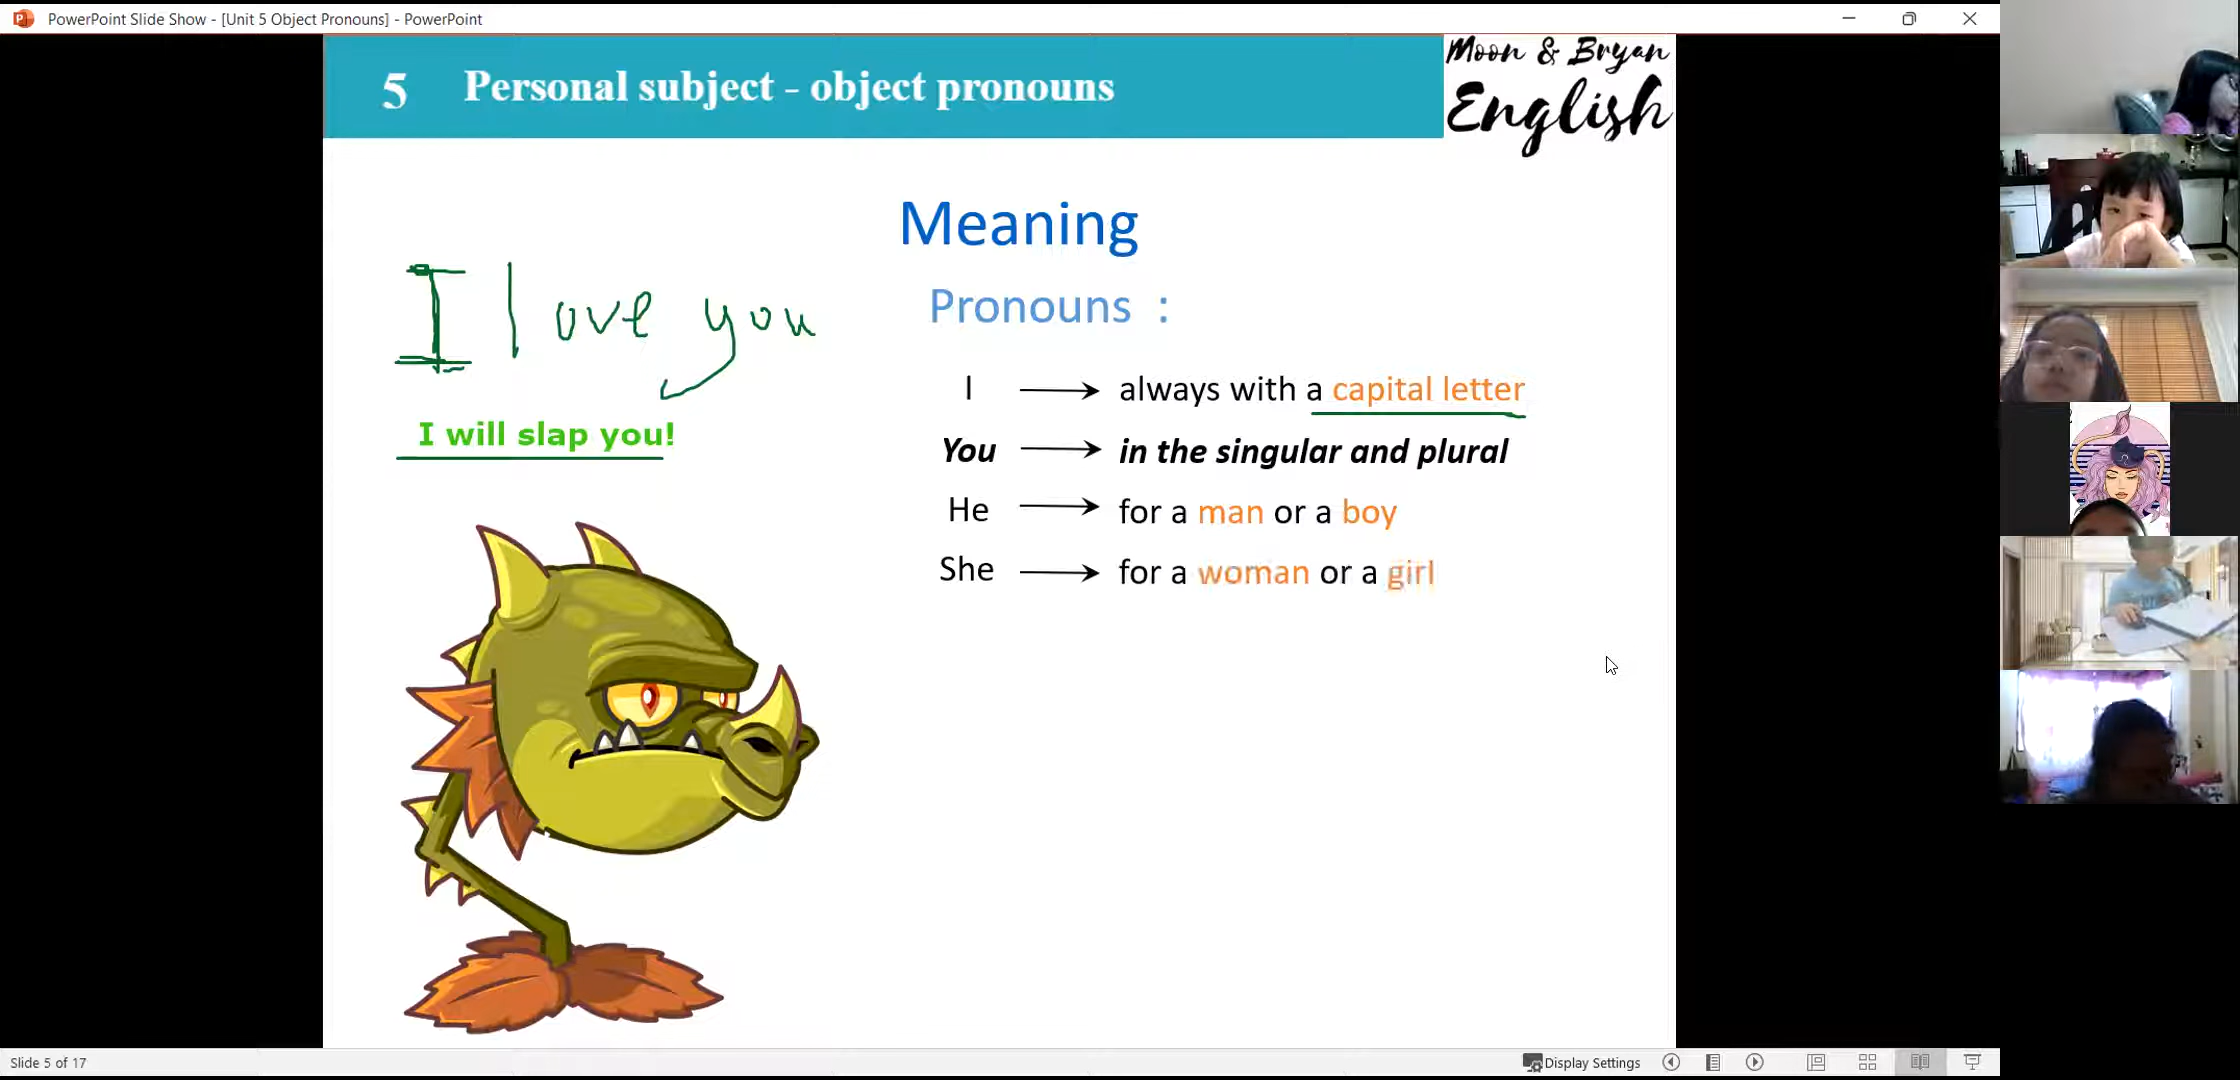 PowerPoint Slide Show - [Unit 5 Object Pronouns] - PowerPoint
5 Personal subject - object pronouns
Moon & Bryan
English
Meaning
I love you
Pronouns :
I always with a capital letter
I will slap you!
You in the singular and plural
He for a man or a boy
She for a woman or a girl
Slide 5 of 17
Display Settings